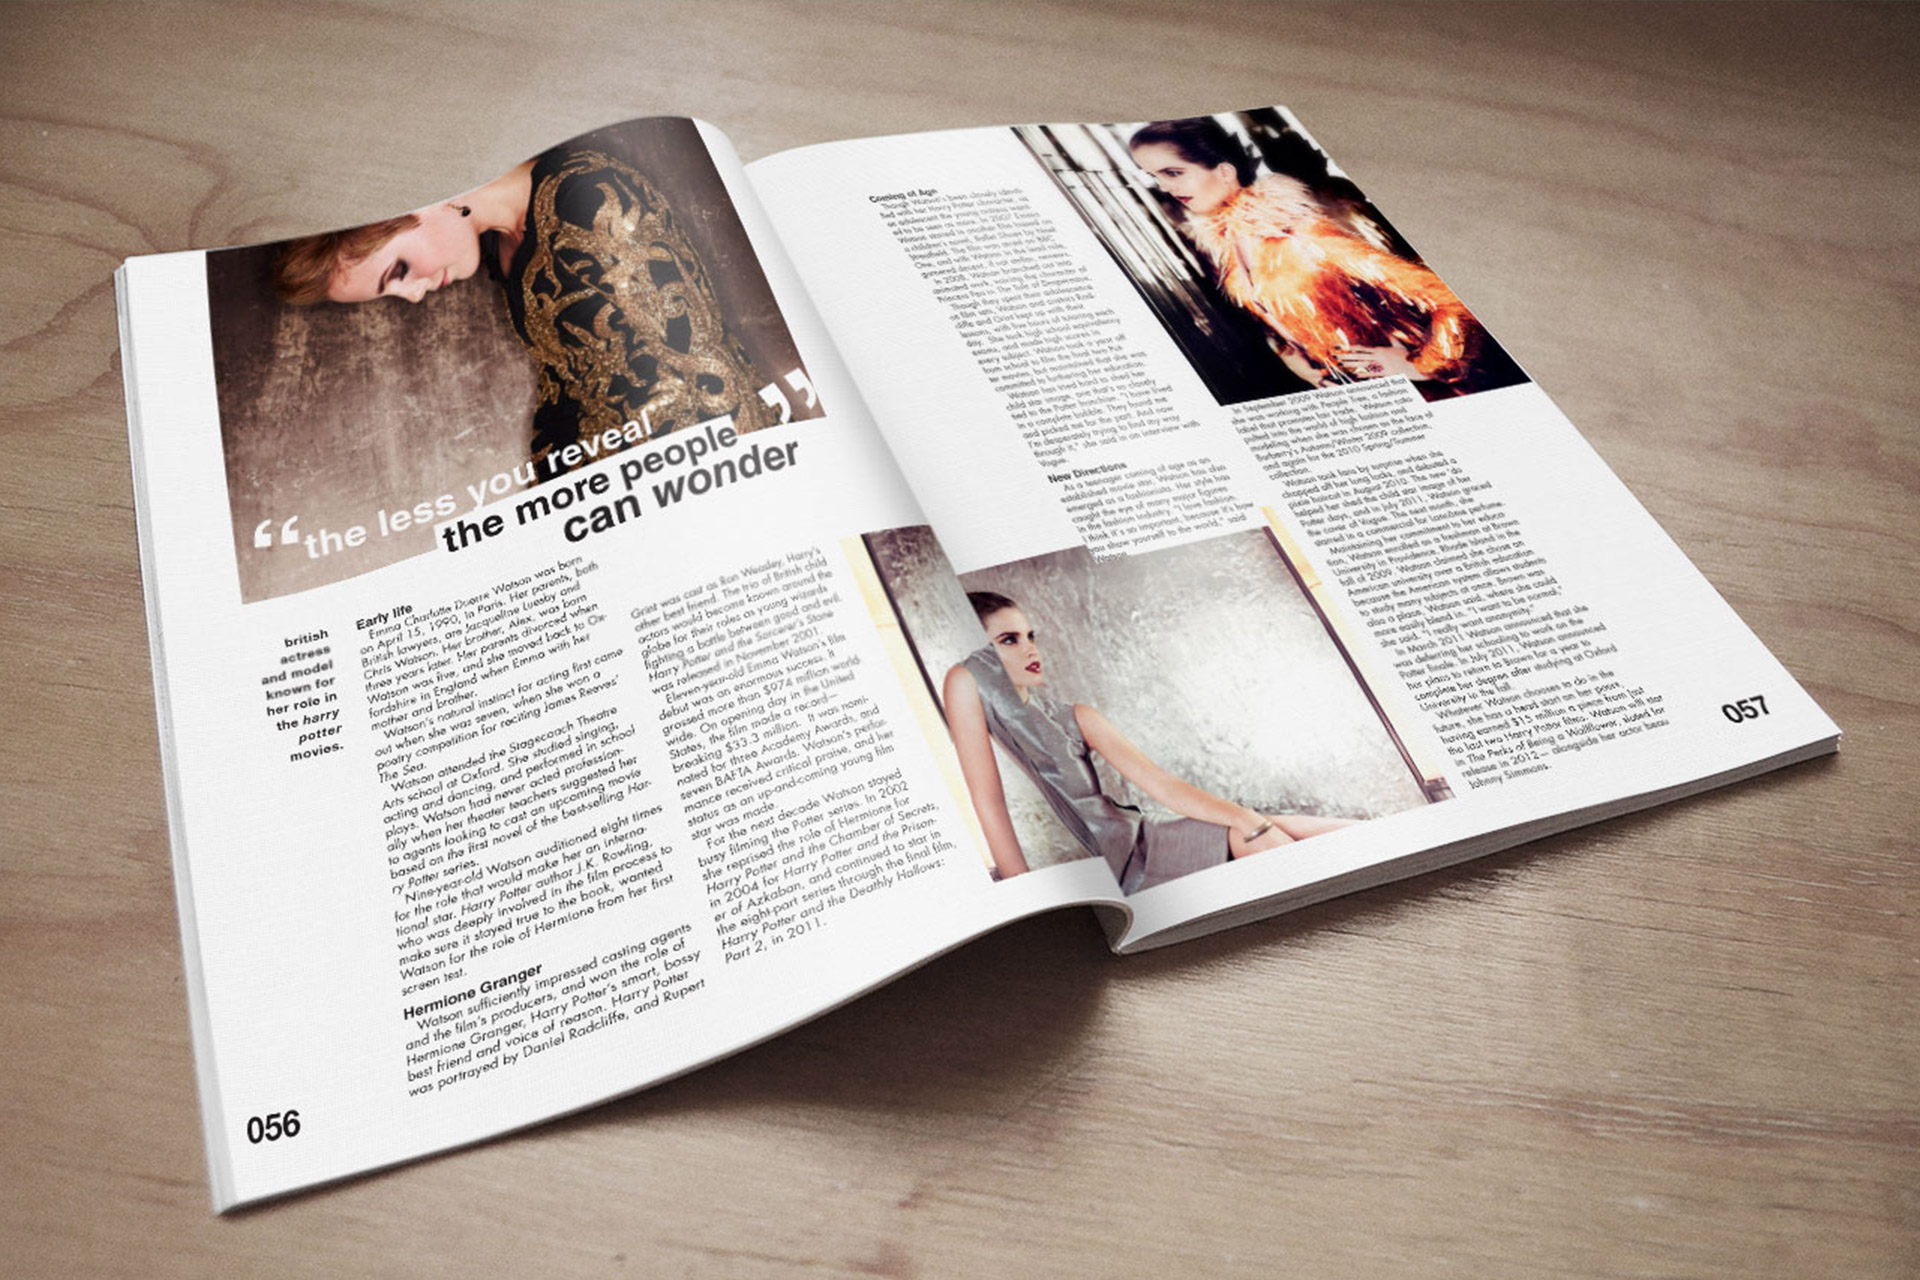 “the less you reveal
the more people
can wonder”
british
actress
and model
known for
her role in
the harry
potter
movies.
Early life
Emma Charlotte Duerre Watson was born
on April 15, 1990, in Paris. Her parents, both
British lawyers, are Jacqueline Luesby and
Chris Watson. Her brother, Alex, was born
three years later. Her parents divorced when
Watson was five, and she moved back to Ox-
fordshire in England when Emma with her
mother and brother.
Watson's natural instinct for acting first came
out when she was seven, when she won a
poetry competition for reciting James Reeves'
The Sea.
Watson attended the Stagecoach Theatre
Arts school at Oxford. She studied singing,
acting and dancing, and performed in school
plays. Watson had never acted profession-
ally when her theater teachers suggested her
to agents looking to cast an upcoming movie
based on the first novel of the best-selling Har-
ry Potter series.
Nine-year-old Watson auditioned eight times
for the role that would make her an interna-
tional star. Harry Potter author J.K. Rowling,
who was deeply involved in the film process to
make sure it stayed true to the book, wanted
Watson for the role of Hermione from her first
screen test.
Hermione Granger
Watson sufficiently impressed casting agents
and the film's producers, and won the role of
Hermione Granger, Harry Potter's smart, bossy
best friend and voice of reason. Harry Potter
was portrayed by Daniel Radcliffe, and Rupert
Grint was cast as Ron Weasley, Harry's
other best friend. The trio of British child
actors would become known around the
globe for their roles as young wizards
fighting a battle between good and evil.
Harry Potter and the Sorcerer's Stone
was released in November 2001.
Eleven-year-old Emma Watson's film
debut was an enormous success. It
grossed more than $974 million world-
wide. On opening day in the United
States, the film made a record—
breaking $33.3 million. It was nomi-
nated for three Academy Awards, and
seven BAFTA Awards. Watson's perfor-
mance received critical praise, and her
status as an up-and-coming young film
star was made.
For the next decade Watson stayed
busy filming the Potter series. In 2002
she reprised the role of Hermione for
Harry Potter and the Chamber of Secrets,
in 2004 for Harry Potter and the Prison-
er of Azkaban, and continued to star in
the eight-part series through the final film,
Harry Potter and the Deathly Hallows:
Part 2, in 2011.
056
Coming of Age
Though Watson's been closely identi-
fied with her Harry Potter character, as
an adolescent the young actress want-
ed to be seen as more. In 2007 Emma
Watson starred in another film based on
a children's novel, Ballet Shoes by Noel
Streatfeild. The film was aired on BBC
One, and with Watson in the lead role,
garnered decent, if not stellar, reviews.
In 2008, Watson branched out into
animated work, voicing the character of
Princess Pea in The Tale of Despereaux.
Though they spent their adolescence
on film sets, Watson and costars Rad-
cliffe and Grint kept up with their
lessons, with five hours of tutoring each
day. She took high school equivalency
exams, and made high scores in
every subject. Watson took a year off
from school to film the final two Pot-
ter movies, but maintained that she was
committed to furthering her education.
Watson has tried hard to shed her
child star image, one that's so closely
tied to the Potter franchise. "I have lived
in a complete bubble. They found me
and picked me for the part. And now
I'm desperately trying to find my way
through it," she said in an interview with
Vogue.
New Directions
As a teenager coming of age as an
established movie star, Watson has also
emerged as a fashionista. Her style has
caught the eye of many major figures
in the fashion industry. "I love fashion.
I think it's so important, because it's how
you show yourself to the world," said
Watson.
In September 2009 Watson announced that
she was working with People Tree, a fashion
label that promotes fair trade. Watson cata-
pulted into the world of high fashion and
modeling when she was chosen as the face of
Burberry's Autumn/Winter 2009 collection,
and again for the 2010 Spring/Summer
collection.
Watson took fans by surprise when she
chopped off her long locks, and debuted a
pixie haircut in August 2010. The new 'do
helped her shed the child star image of her
Potter days, and in July 2011, Watson graced
the cover of Vogue. The next month, she
starred in a commercial for Lancôme perfume.
Maintaining her commitment to her educa-
tion, Watson enrolled as a freshman at Brown
University in Providence, Rhode Island in the
fall of 2009. Watson claimed she chose an
American university over a British education
because the American system allows students
to study many subjects at once. Brown was
also a place, Watson said, where she could
more easily blend in. "I want to be normal,"
she said. "I really want anonymity."
In March 2011 Watson announced that she
was deferring her schooling to work on the
Potter finale. In July 2011, Watson announced
her plans to return to Brown for a year to
complete her degree after studying at Oxford
University in the fall.
Whatever Watson chooses to do in the
future, she has a head start on her peers,
having earned $15 million a piece from last
the last two Harry Potter films. Watson will star
in The Perks of Being a Wallflower, slated for
release in 2012— alongside her actor beau
Johnny Simmons.
057